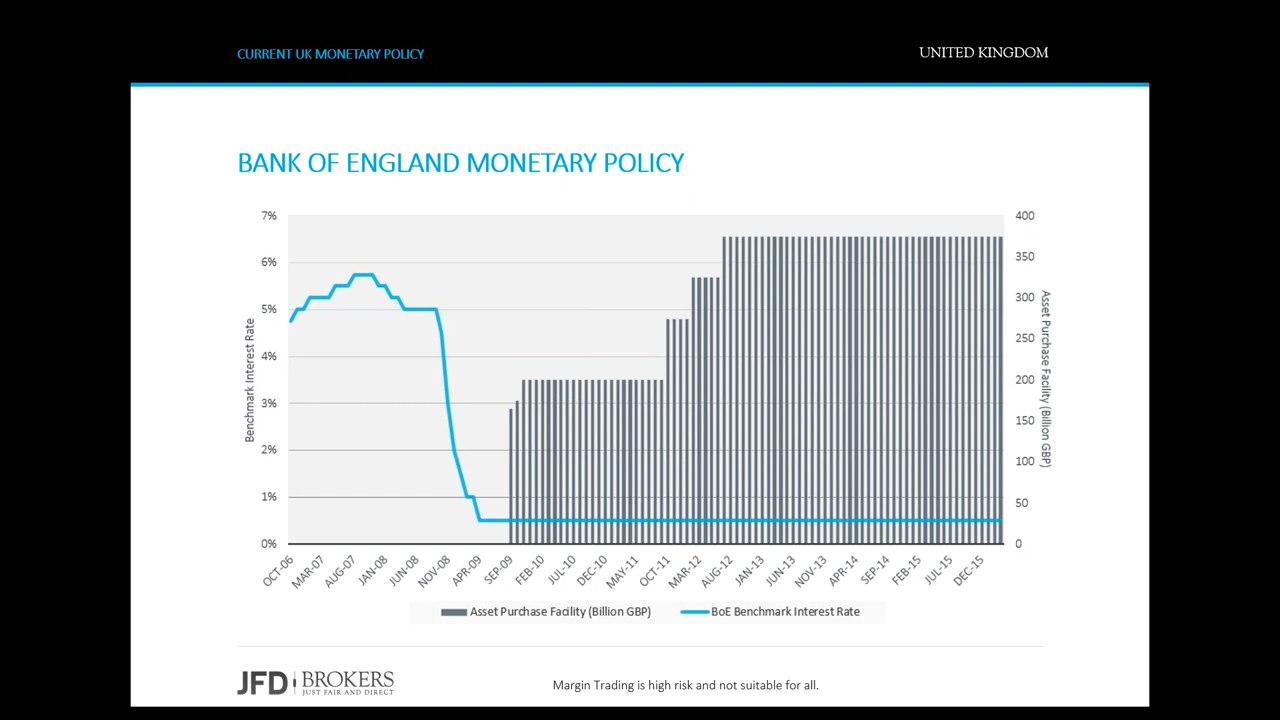 CURRENT UK MONETARY POLICY
UNITED KINGDOM
BANK OF ENGLAND MONETARY POLICY
7%
6%
5%
4%
3%
2%
1%
0%
Benchmark Interest Rate
400
350
300
250
200
150
100
50
0
Asset Purchase Facility (Billion GBP)
OCT-06
MAR-07
AUG-07
JAN-08
JUN-08
NOV-08
APR-09
SEP-09
FEB-10
JUL-10
DEC-10
MAY-11
OCT-11
MAR-12
AUG-12
JAN-13
JUN-13
NOV-13
APR-14
SEP-14
FEB-15
JUL-15
DEC-15
Asset Purchase Facility (Billion GBP)
BoE Benchmark Interest Rate
JFD BROKERS
JUST FAIR AND DIRECT
Margin Trading is high risk and not suitable for all.